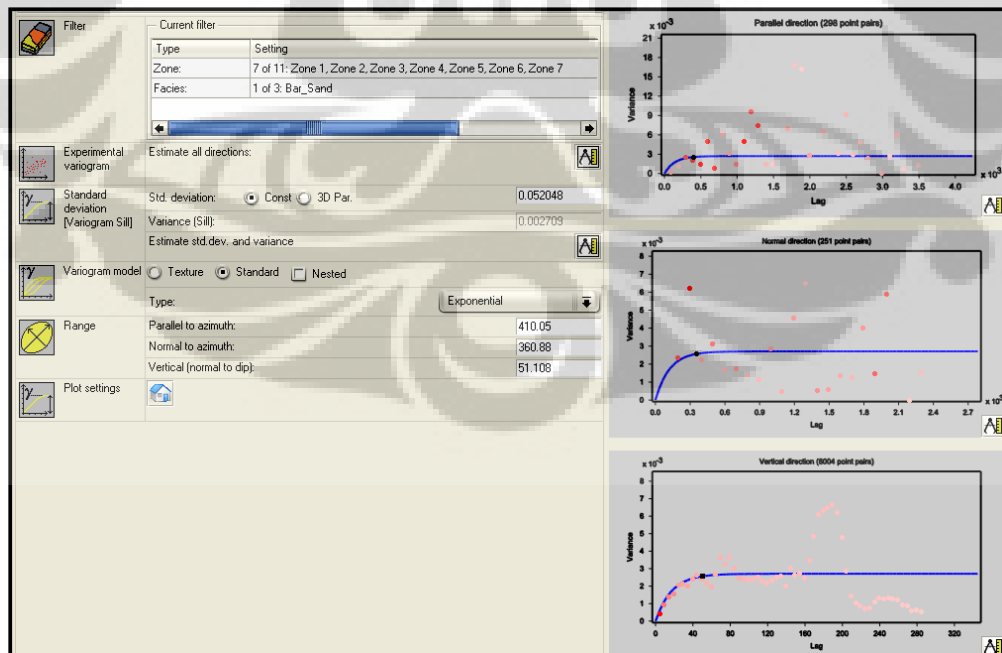 Filter
Current filter
Type Setting
Zone: 7 of 11: Zone 1, Zone 2, Zone 3, Zone 4, Zone 5, Zone 6, Zone 7
Facies: 1 of 3: Bar_Sand
Experimental variogram
Estimate all directions:
Standard deviation [Variogram Sill]
Std. deviation: Const 3D Par. 0.052048
Variance (Sill): 0.002709
Estimate std.dev. and variance
Variogram model Texture Standard Nested
Type: Exponential
Range
Parallel to azimuth: 410.05
Normal to azimuth: 360.88
Vertical (normal to dip): 51.108
Plot settings
Parallel direction (298 point pairs)
x 10^-3
21
18
15
12
9
6
3
0
Variance
0.0 0.5 1.0 1.5 2.0 2.5 3.0 3.5 4.0 x 10^3
Lag
Normal direction (251 point pairs)
x 10^-3
8
7
6
5
4
3
2
1
0
Variance
0.0 0.3 0.6 0.9 1.2 1.5 1.8 2.1 2.4 2.7 x 10^3
Lag
Vertical direction (8004 point pairs)
x 10^-3
8
7
6
5
4
3
2
1
0
Variance
0 40 80 120 160 200 240 280 320
Lag